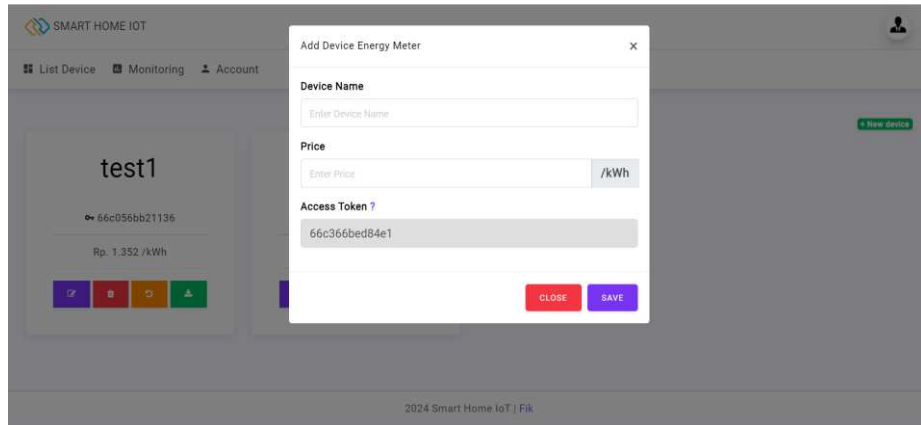 SMART HOME IOT
List Device Monitoring Account
+ New device
test1
66c056bb21136
Rp. 1.352 /kWh
Add Device Energy Meter ×
Device Name
Enter Device Name
Price
Enter Price /kWh
Access Token ?
66c366bed84e1
CLOSE SAVE
2024 Smart Home IoT | Fik